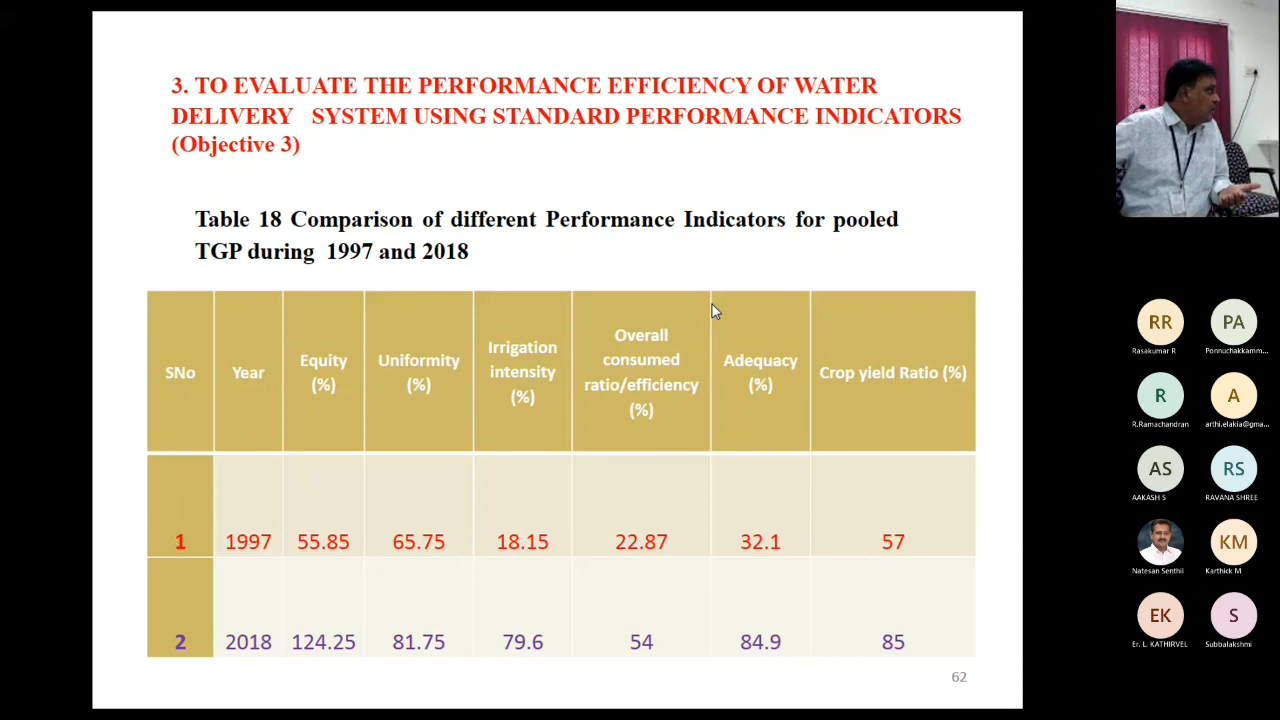 3. TO EVALUATE THE PERFORMANCE EFFICIENCY OF WATER
DELIVERY SYSTEM USING STANDARD PERFORMANCE INDICATORS
(Objective 3)
Table 18 Comparison of different Performance Indicators for pooled
TGP during 1997 and 2018
SNo Year Equity (%) Uniformity (%) Irrigation intensity (%) Overall consumed ratio/efficiency (%) Adequacy (%) Crop yield Ratio (%)
1 1997 55.85 65.75 18.15 22.87 32.1 57
2 2018 124.25 81.75 79.6 54 84.9 85
62
RR PA
Rasakumar R Ponnuchakkamm...
R A
R.Ramachandran arthi.elakia@gma...
AS RS
AAKASH S RAVANA SHREE
KM
Natesan Senthil Karthick M
EK S
Er. L. KATHIRVEL Subbalakshmi